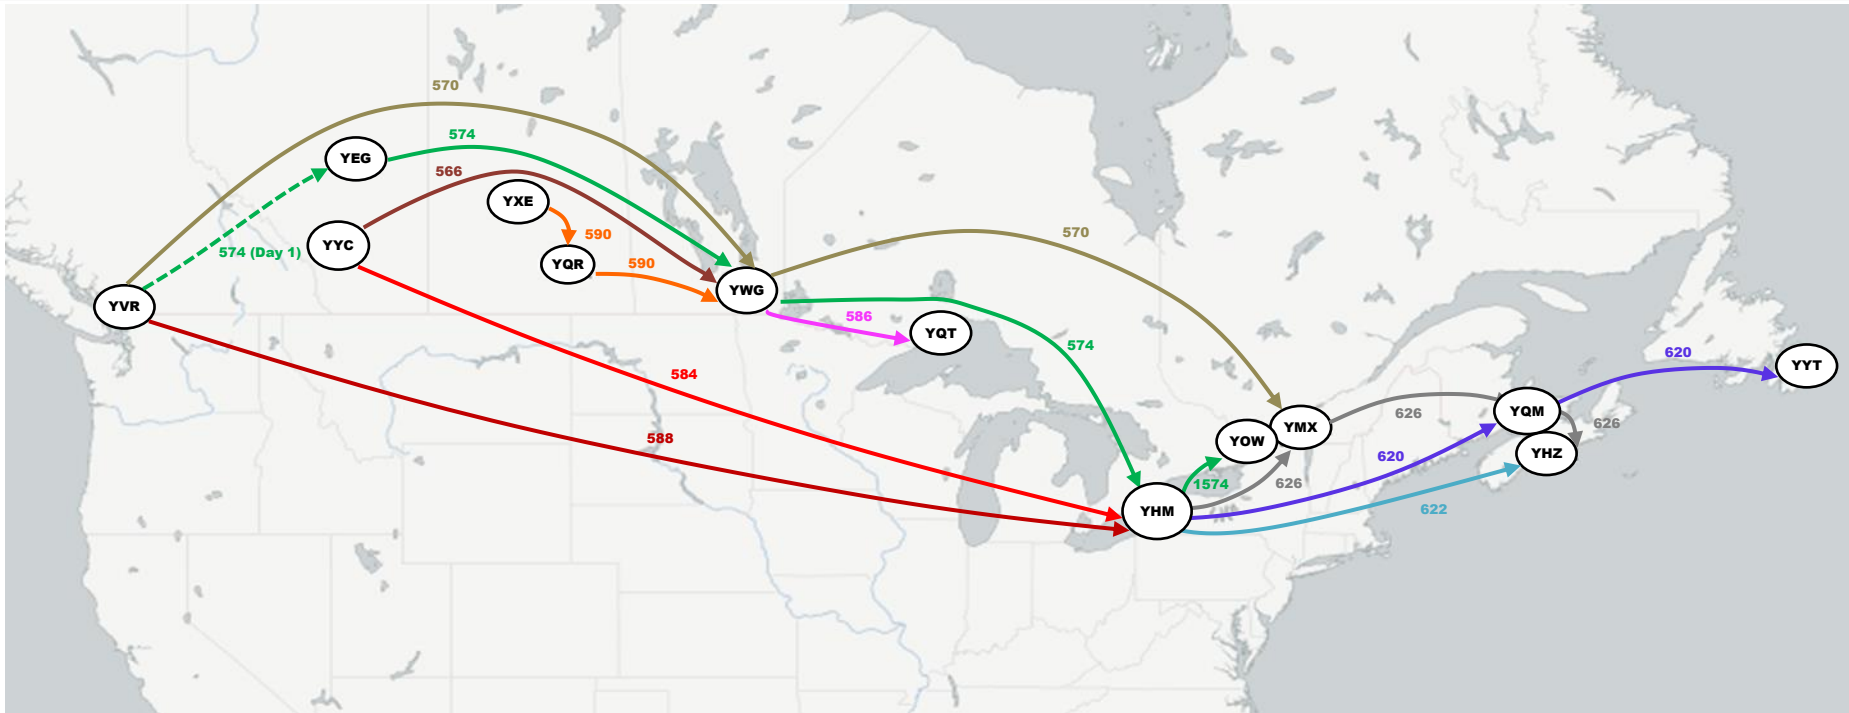 570
574
YEG
566
YXE
590
574 (Day 1)
YYC
YQR
590
570
YWG
YVR
586
YQT
574
620
YYT
584
626
YQM
626
YMX
YOW
588
620
YHZ
1574
626
YHM
622